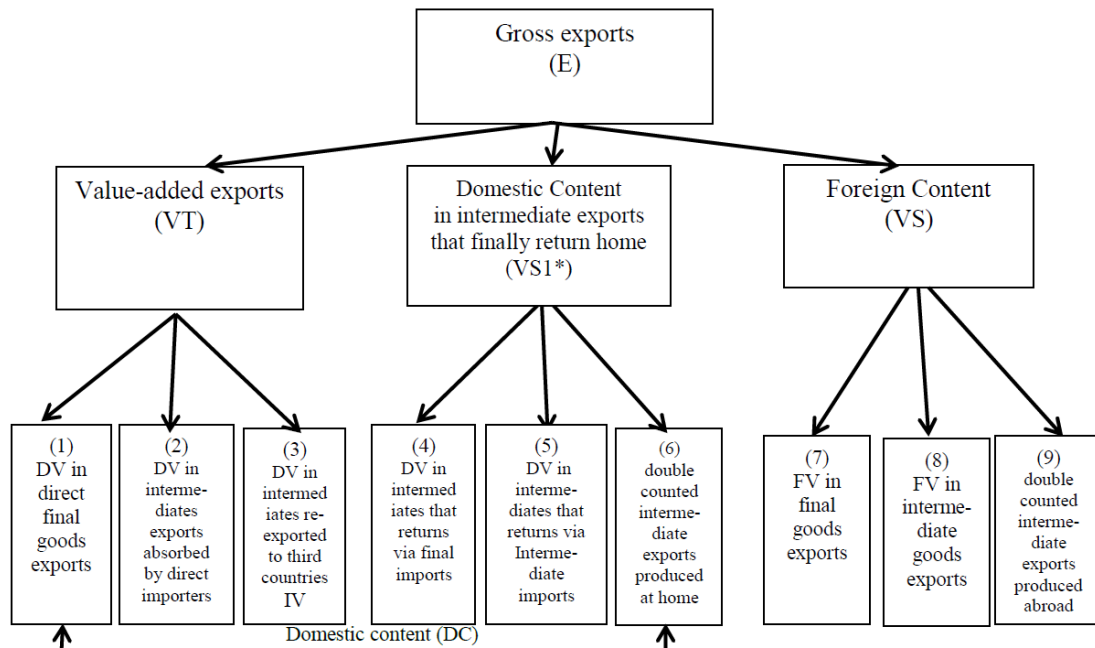 Gross exports
(E)
Value-added exports
(VT)
Domestic Content
in intermediate exports
that finally return home
(VS1*)
Foreign Content
(VS)
(1)
DV in
direct
final
goods
exports
(2)
DV in
interme-
diates
exports
absorbed
by direct
importers
(3)
DV in
intermed
iates re-
exported
to third
countries
IV
(4)
DV in
intermed
iates that
returns
via final
imports
(5)
DV in
interme-
diates that
returns via
Interme-
diate
imports
(6)
double
counted
interme-
diate
exports
produced
at home
(7)
FV in
final
goods
exports
(8)
FV in
interme-
diate
goods
exports
(9)
double
counted
interme-
diate
exports
produced
abroad
Domestic content (DC)